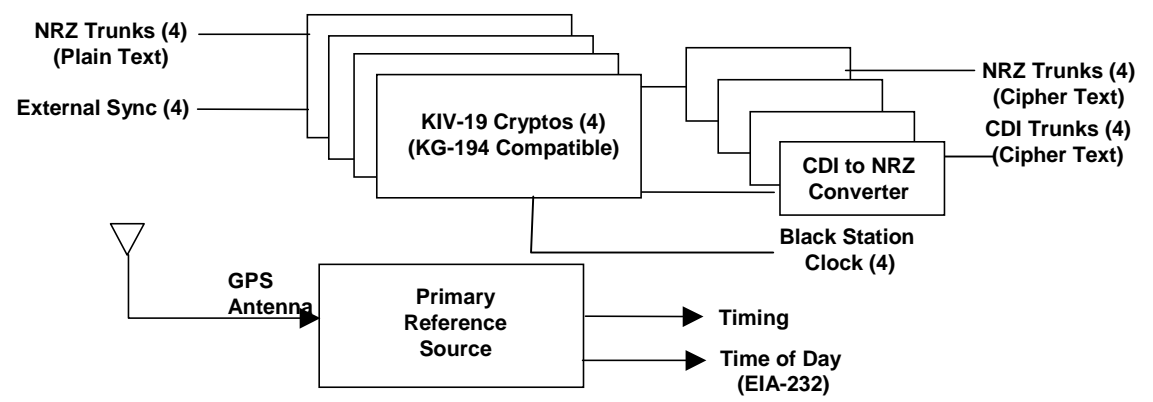 NRZ Trunks (4)
(Plain Text)
External Sync (4)
KIV-19 Cryptos (4)
(KG-194 Compatible)
NRZ Trunks (4)
(Cipher Text)
CDI Trunks (4)
(Cipher Text)
CDI to NRZ
Converter
Black Station
Clock (4)
GPS
Antenna
Primary
Reference
Source
Timing
Time of Day
(EIA-232)